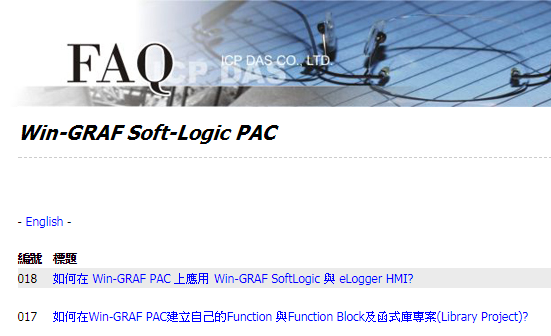 FAQ
ICP DAS CO., LTD.
ICP DAS
Win-GRAF Soft-Logic PAC
- English -
編號 標題
018 如何在 Win-GRAF PAC 上應用 Win-GRAF SoftLogic 與 eLogger HMI?
017 如何在Win-GRAF PAC建立自己的Function 與Function Block及函式庫專案(Library Project)?